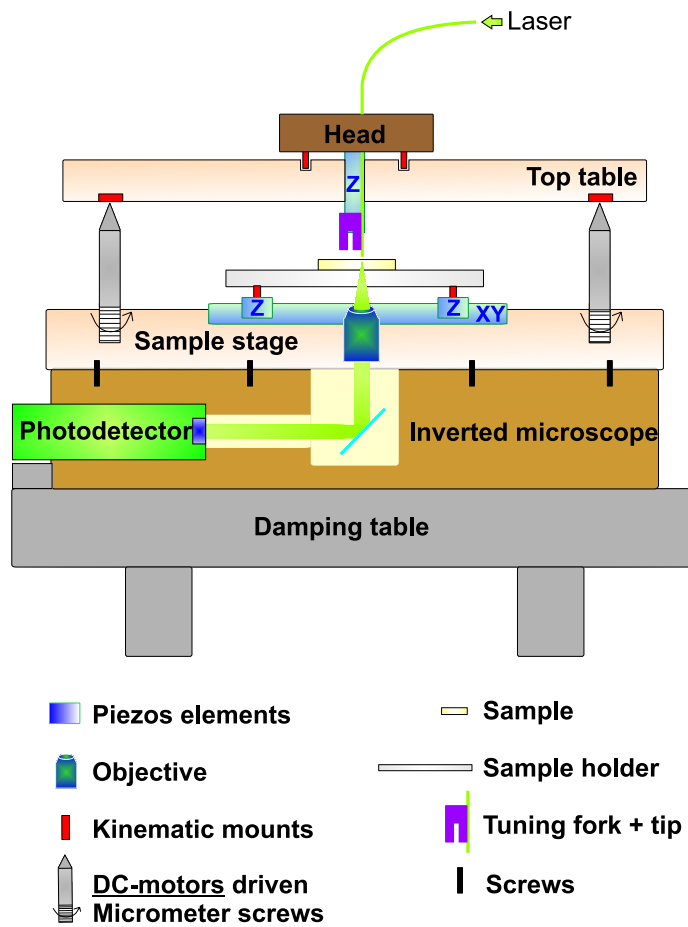 Laser
Head
Z
Top table
Z
Z
XY
Sample stage
Photodetector
Inverted microscope
Damping table
Piezos elements
Sample
Objective
Sample holder
Kinematic mounts
Tuning fork + tip
DC-motors driven
Micrometer screws
Screws